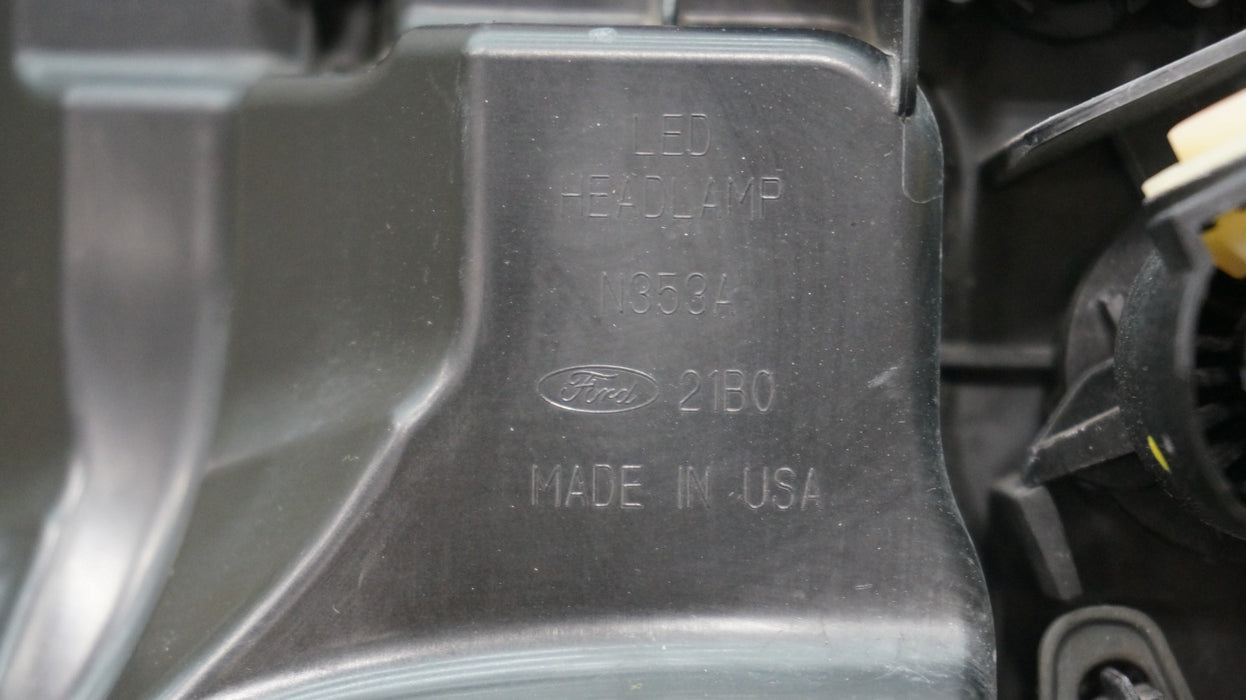 LED
HEADLAMP
N353A
Ford 21B0
MADE IN USA